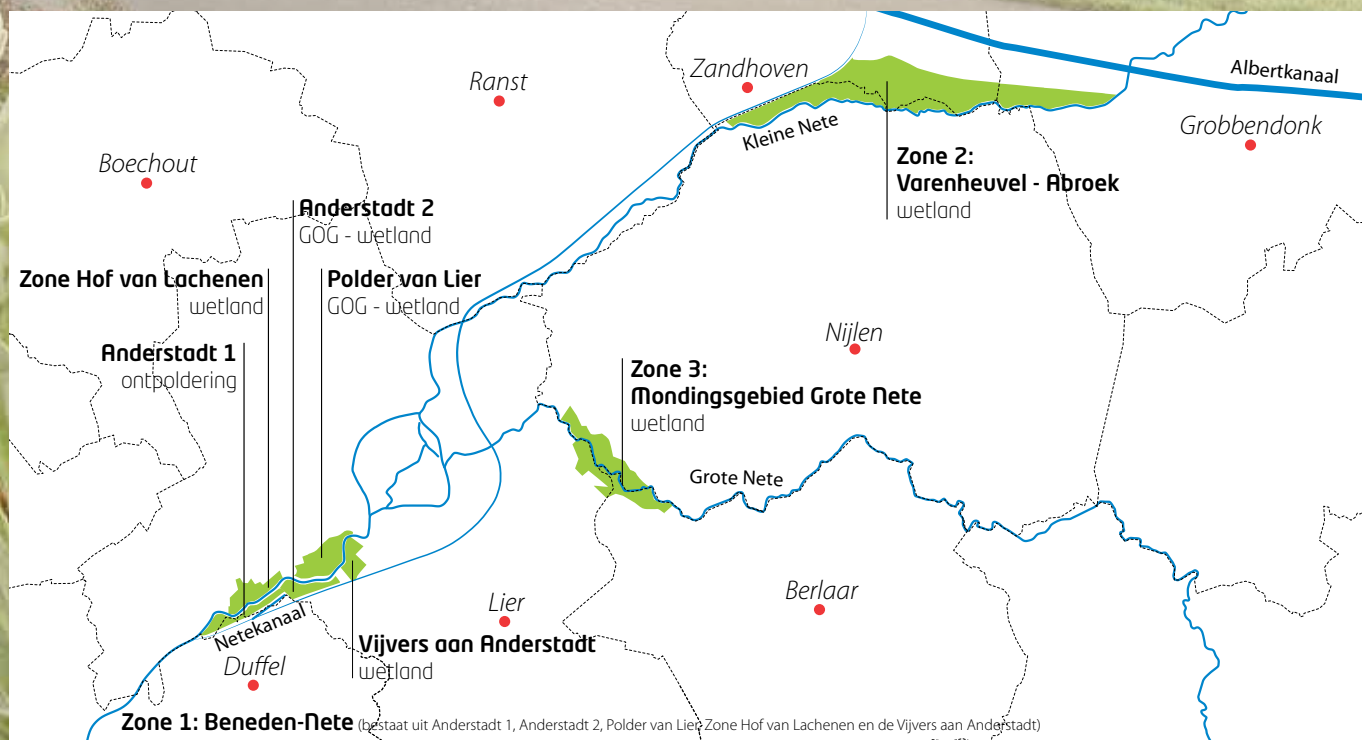 Ranst
Zandhoven
Albertkanaal
Grobbendonk
Kleine Nete
Boechout
Zone 2:
Varenheuvel - Abroek
wetland
Anderstadt 2
GOG - wetland
Zone Hof van Lachenen
wetland
Polder van Lier
GOG - wetland
Anderstadt 1
ontpoldering
Nijlen
Zone 3:
Mondingsgebied Grote Nete
wetland
Grote Nete
Berlaar
Lier
Netekanaal
Vijvers aan Anderstadt
wetland
Duffel
Zone 1: Beneden-Nete (bestaat uit Anderstadt 1, Anderstadt 2, Polder van Lier, Zone Hof van Lachenen en de Vijvers aan Anderstadt)